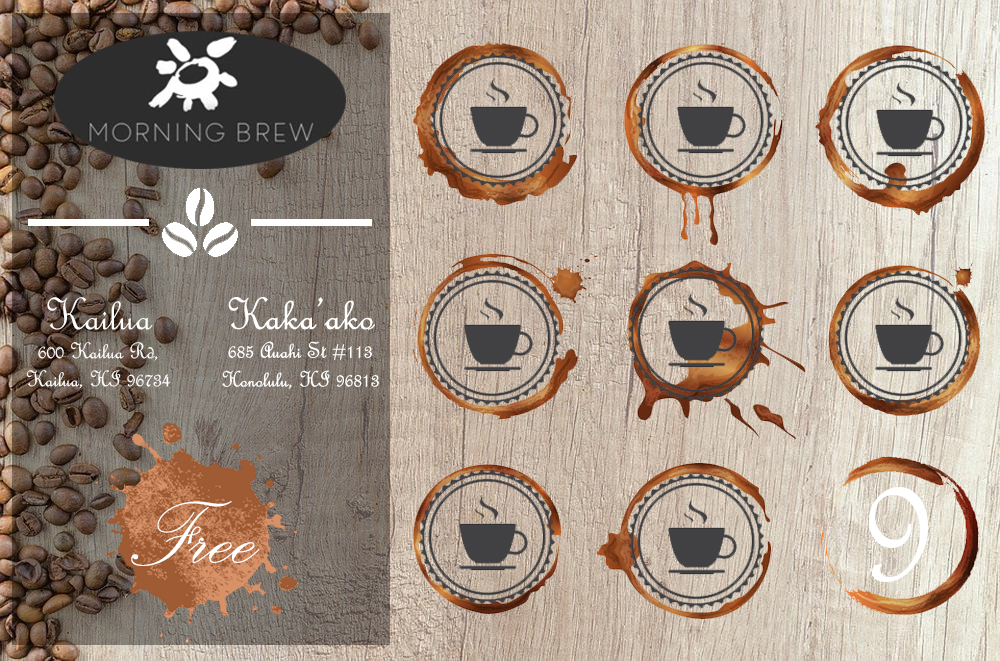 MORNING BREW
Kailua
600 Kailua Rd,
Kailua, HI 96734
Kaka'ako
685 Auahi St #113
Honolulu, HI 96813
Free
9